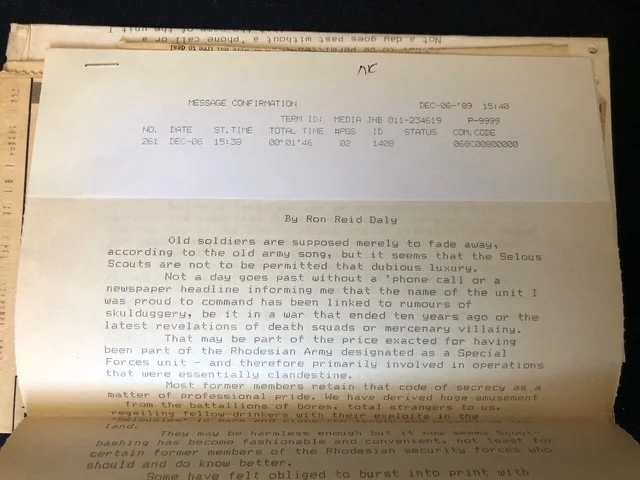 Not a day goes past without a 'phone call or a
MESSAGE CONFIRMATION DEC-06-'89 15:40
TERM ID: MEDIA JHB 011-234619 P-9999
NO. DATE ST.TIME TOTAL TIME #PGS ID STATUS COM.CODE
261 DEC-06 15:38 00°01'46 02 1408 068C00800000
By Ron Reid Daly
Old soldiers are supposed merely to fade away,
according to the old army song, but it seems that the Selous
Scouts are not to be permitted that dubious luxury.
Not a day goes past without a 'phone call or a
newspaper headline informing me that the name of the unit I
was proud to command has been linked to rumours of
skulduggery, be it in a war that ended ten years ago or the
latest revelations of death squads or mercenary villainy.
That may be part of the price exacted for having
been part of the Rhodesian Army designated as a Special
Forces unit - and therefore primarily involved in operations
that were essentially clandestine.
Most former members retain that code of secrecy as a
matter of professional pride. We have derived huge amusement
from the battallions of bores, total strangers to us,
regailing fellow-drinkers with their exploits in the
land.
They may be harmless enough but it now seems Scout-
bashing has become fashionable and convenient, not least for
certain former members of the Rhodesian security forces who
should and do know better.
Some have felt obliged to burst into print with